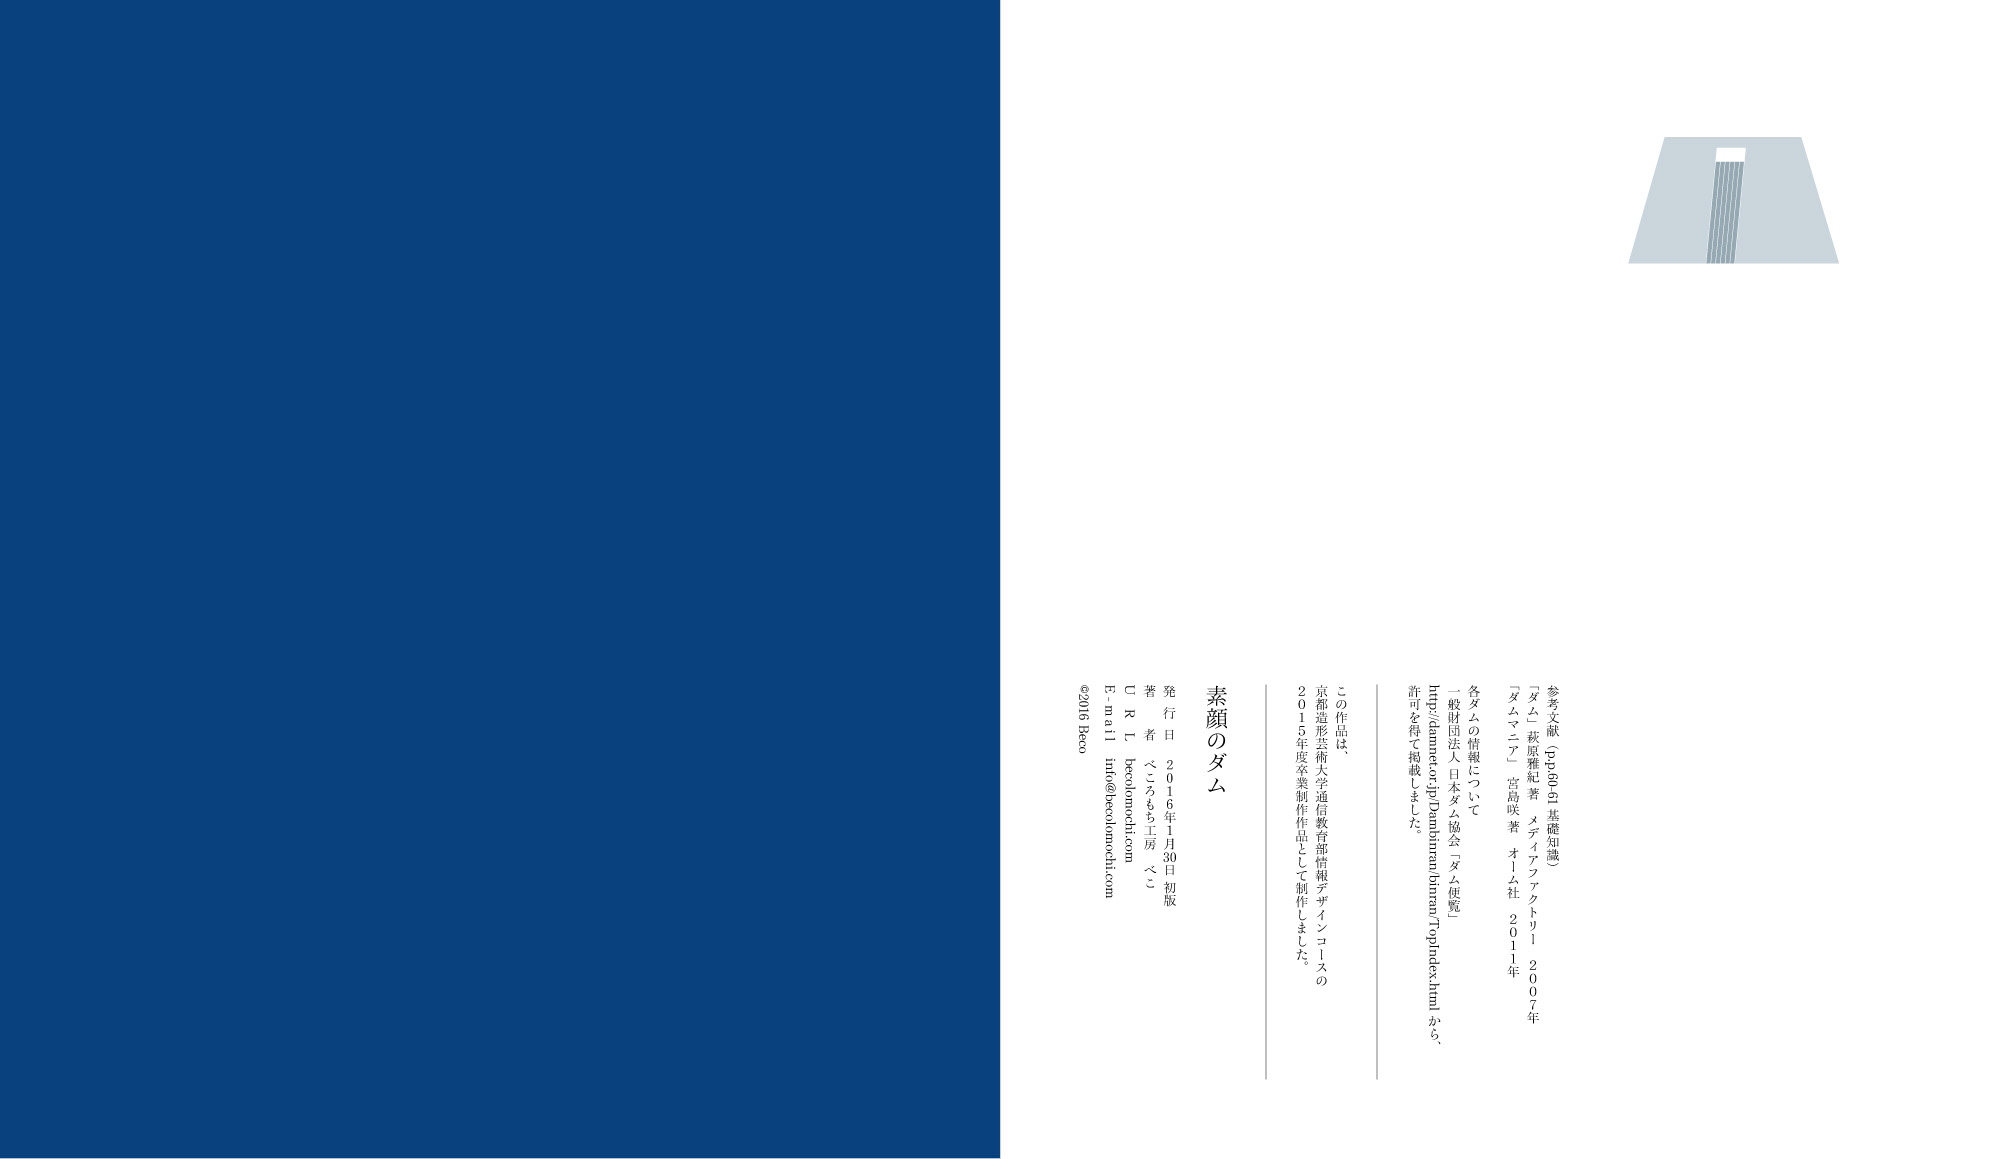 参考文献（p.p.60-61 基礎知識）
「ダム」萩原雅紀 著　メディアファクトリー　２００７年
「ダムマニア」　宮島咲 著　オーム社　２０１１年
各ダムの情報について
一般財団法人 日本ダム協会「ダム便覧」
http://damnet.or.jp/Dambinran/binran/TopIndex.html から、
許可を得て掲載しました。
この作品は、
京都造形芸術大学通信教育部情報デザインコースの
２０１５年度卒業制作作品として制作しました。
素顔のダム
発行日　２０１６年１月30日 初版
著者　べころもち工房　べこ
URL　becolomochi.com
E-mail　info@becolomochi.com
©2016 Beco